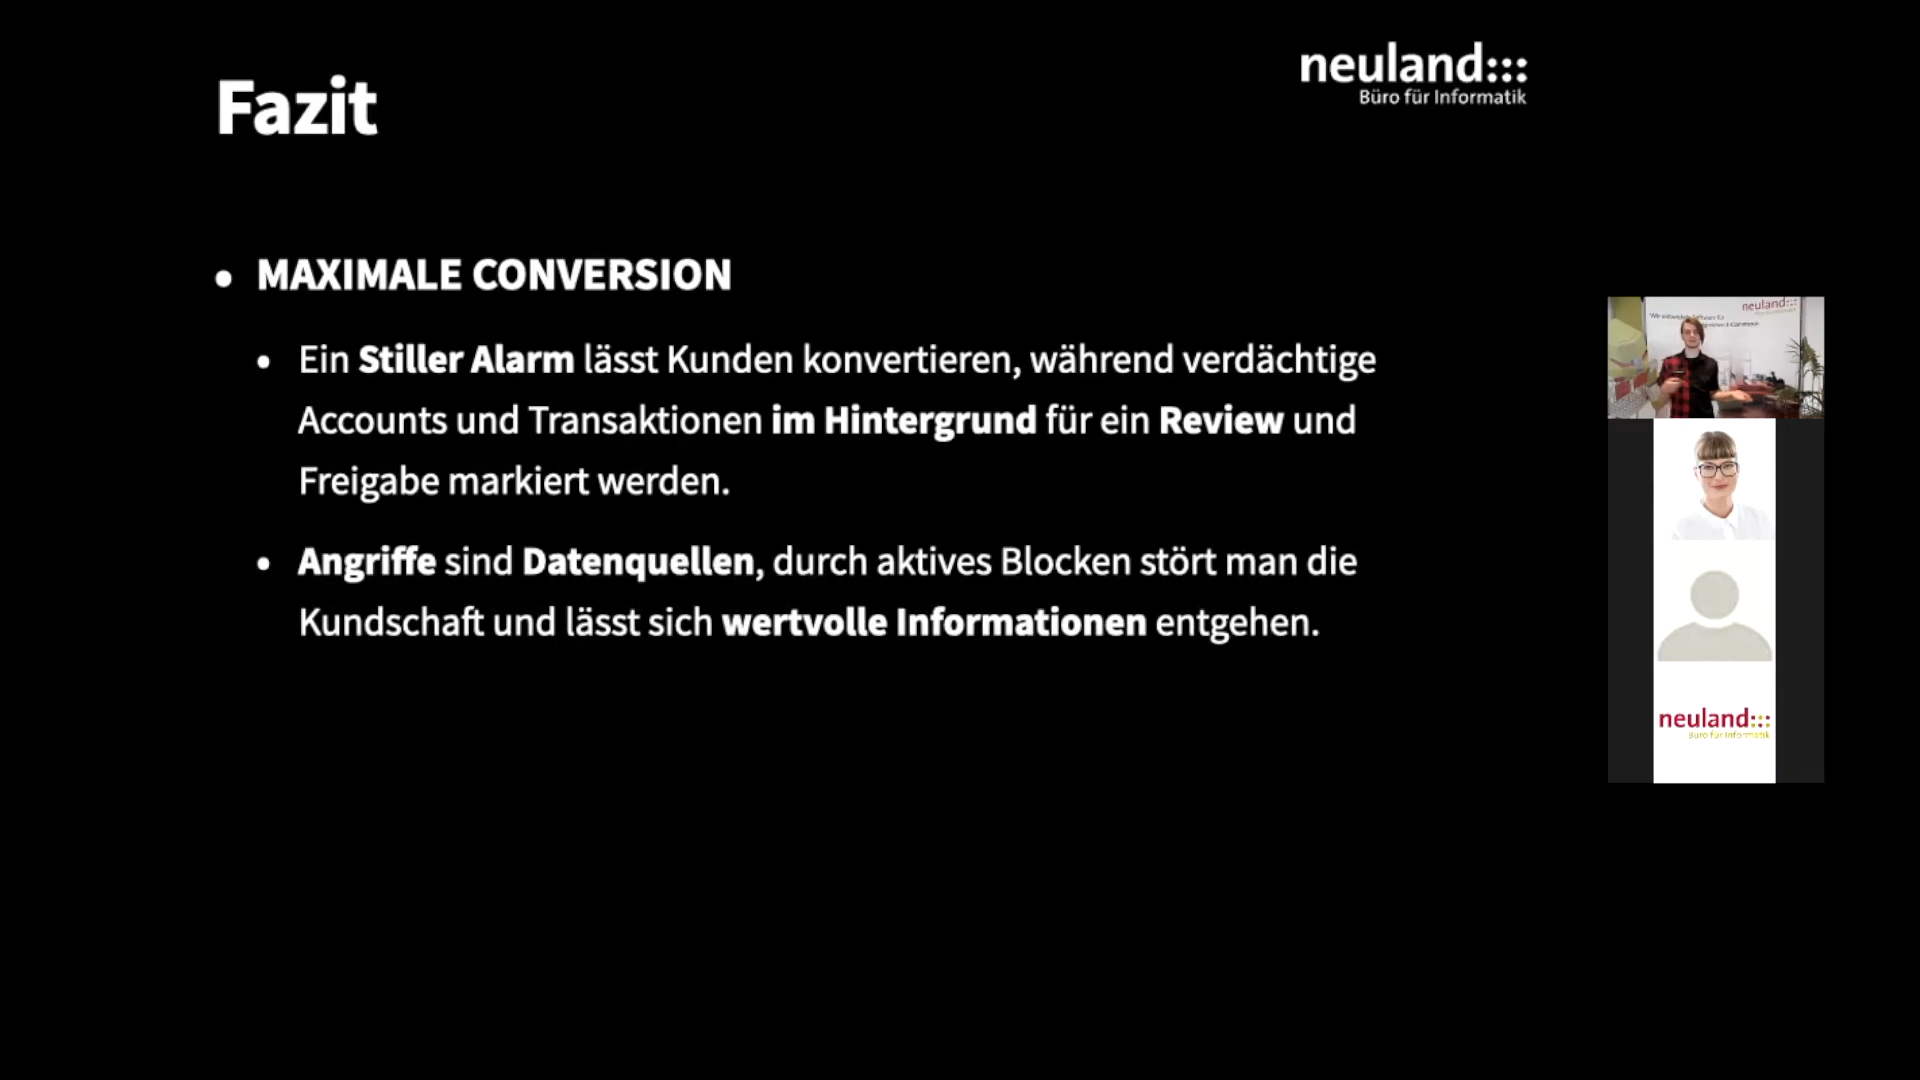 Fazit
neuland:::
Büro für Informatik
• MAXIMALE CONVERSION
• Ein Stiller Alarm lässt Kunden konvertieren, während verdächtige
Accounts und Transaktionen im Hintergrund für ein Review und
Freigabe markiert werden.
• Angriffe sind Datenquellen, durch aktives Blocken stört man die
Kundschaft und lässt sich wertvolle Informationen entgehen.
neuland:::
neuland:::
Büro für Informatik